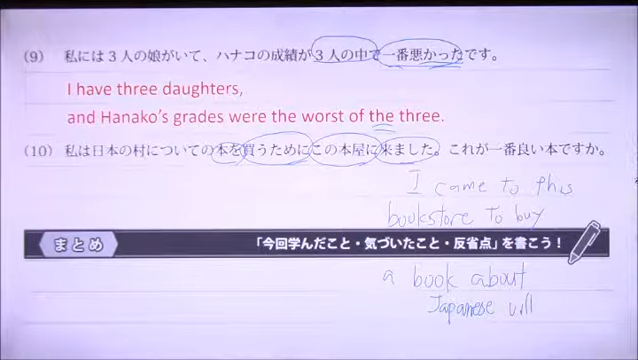 (9) 私には3人の娘がいて、ハナコの成績が3人の中で一番悪かったです。
I have three daughters,
and Hanako's grades were the worst of the three.
(10) 私は日本の村についての本を買うためにこの本屋に来ました。これが一番良い本ですか。
I came to this
bookstore to buy
まとめ 「今回学んだこと・気づいたこと・反省点」を書こう!
a book about
Japanese vill